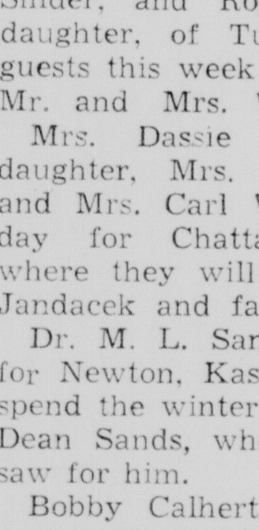 daughter, of Tu
guests this week
Mr. and Mrs.
Mrs. Dassie
daughter, Mrs.
and Mrs. Carl
day for Chatta
where they will
Jandacek and fa
Dr. M. L. San
for Newton, Kas
spend the winter
Dean Sands, wh
saw for him.
Bobby Calhert